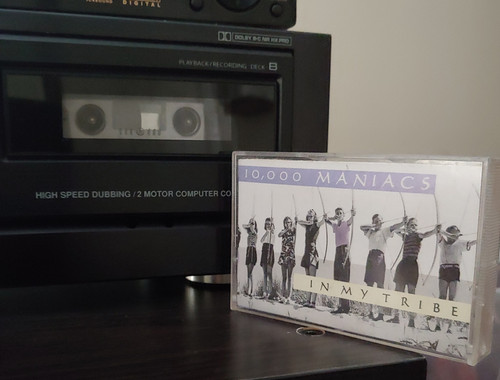 DIGITAL
DOLBY B-C NR HX PRO
PLAYBACK/RECORDING DECK B
HIGH SPEED DUBBING / 2 MOTOR COMPUTER CO
10,000 MANIACS
IN MY TRIBE